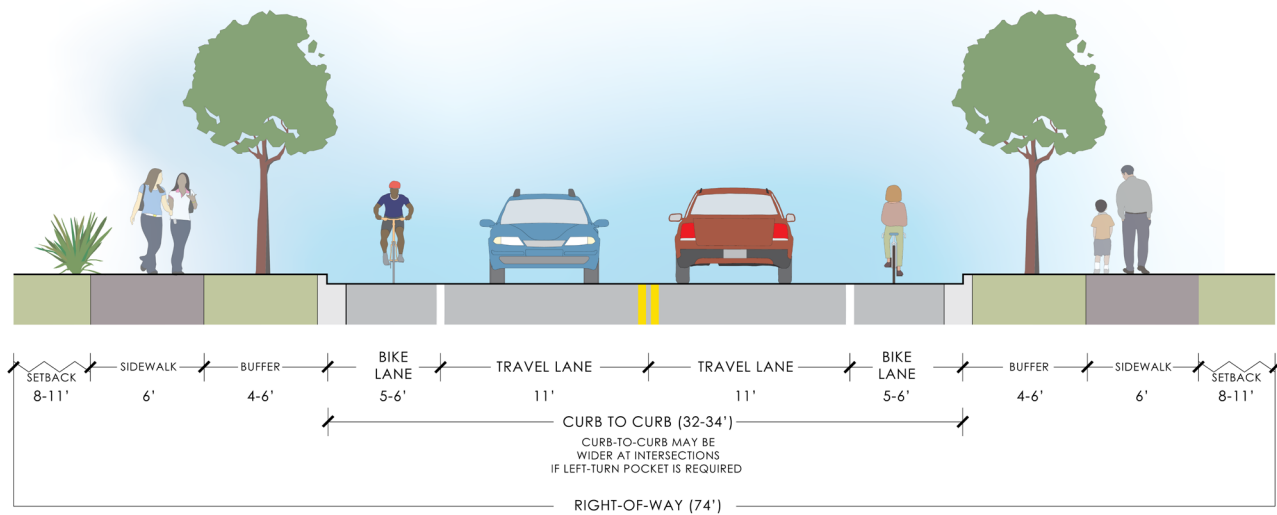 SETBACK
8-11’
SIDEWALK
6’
BUFFER
4-6’
BIKE
LANE
5-6’
TRAVEL LANE
11’
TRAVEL LANE
11’
BIKE
LANE
5-6’
BUFFER
4-6’
SIDEWALK
6’
SETBACK
8-11’
CURB TO CURB (32-34’)
CURB-TO-CURB MAY BE
WIDER AT INTERSECTIONS
IF LEFT-TURN POCKET IS REQUIRED
RIGHT-OF-WAY (74’)